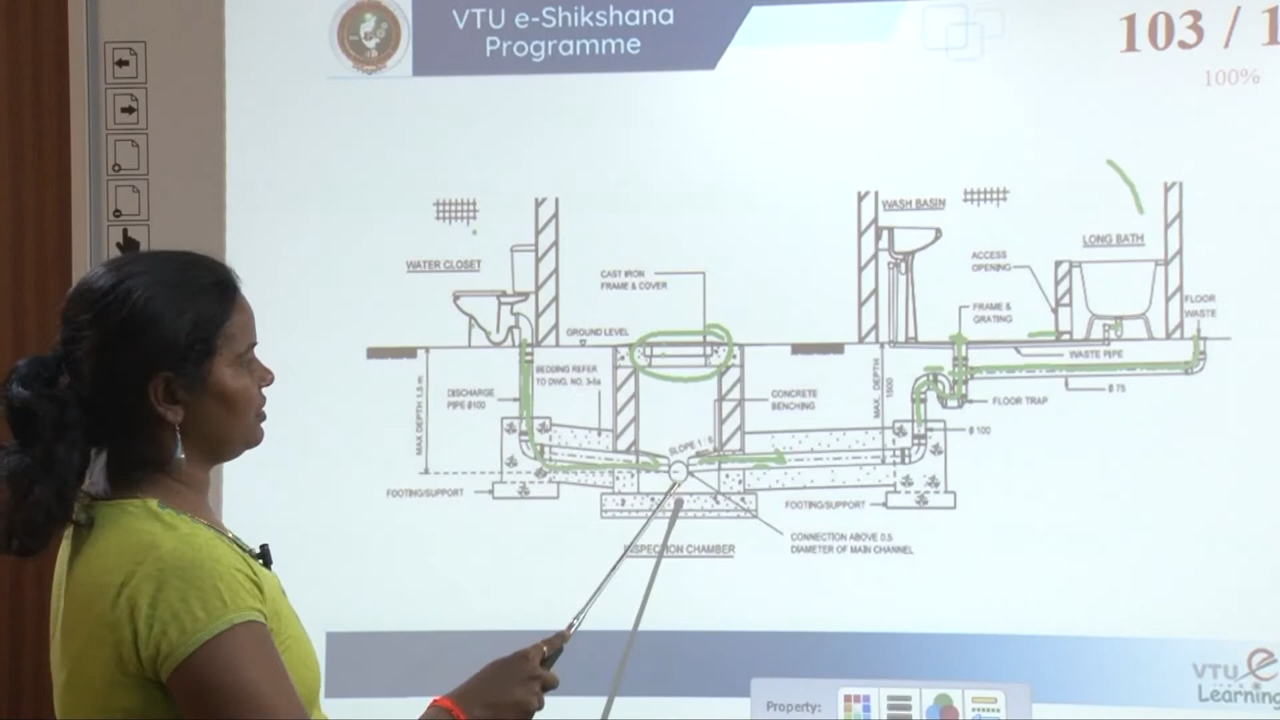 VTU e-Shikshana
Programme
103 / 1
100%
WASH BASIN
LONG BATH
WATER CLOSET
ACCESS
OPENING
CAST IRON
FRAME & COVER
FRAME &
GRATING
FLOOR
WASTE
GROUND LEVEL
WASTE PIPE
BEDDING REFER
TO DWG. NO.
MAX DEPTH 1.5 m
DISCHARGE
PIPE Ø100
CONCRETE
BENCHING
MAX. DEPTH
FLOOR TRAP
Ø 75
Ø 100
SLOPE 1 :
FOOTING/SUPPORT
FOOTING/SUPPORT
CONNECTION ABOVE 0.5
DIAMETER OF MAIN CHANNEL
INSPECTION CHAMBER
VTU e
Learning
Property: